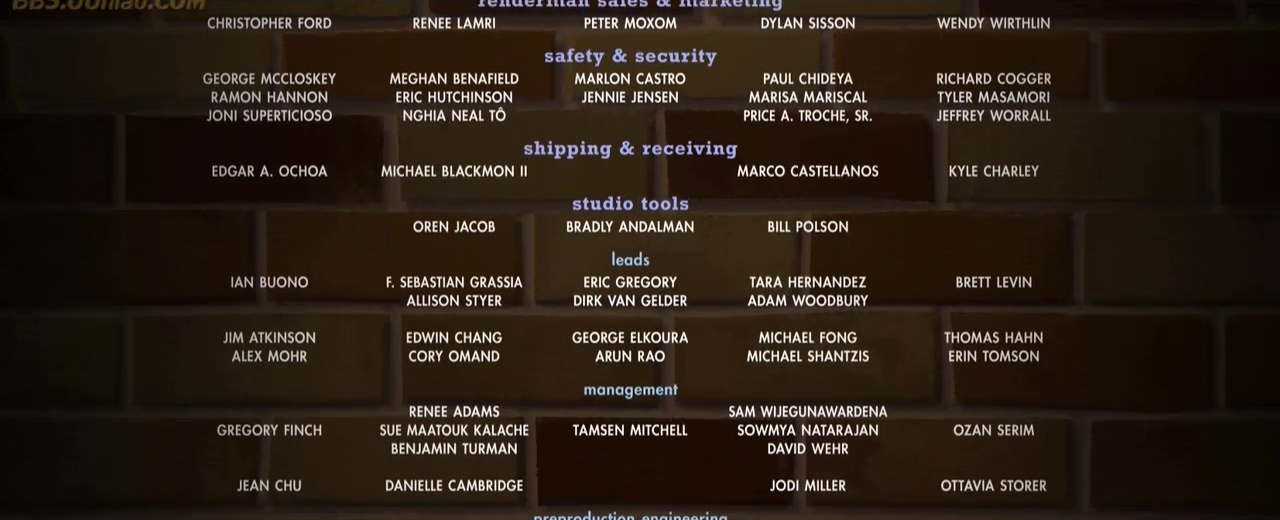 renderman sales & marketing
CHRISTOPHER FORD RENEE LAMRI PETER MOXOM DYLAN SISSON WENDY WIRTHLIN
safety & security
GEORGE MCCLOSKEY MEGHAN BENAFIELD MARLON CASTRO PAUL CHIDEYA RICHARD COGGER
RAMON HANNON ERIC HUTCHINSON JENNIE JENSEN MARISA MARISCAL TYLER MASAMORI
JONI SUPERTICIOSO NGHIA NEAL TÔ PRICE A. TROCHE, SR. JEFFREY WORRALL
shipping & receiving
EDGAR A. OCHOA MICHAEL BLACKMON II MARCO CASTELLANOS KYLE CHARLEY
studio tools
OREN JACOB BRADLY ANDALMAN BILL POLSON
leads
IAN BUONO F. SEBASTIAN GRASSIA ERIC GREGORY TARA HERNANDEZ BRETT LEVIN
ALLISON STYER DIRK VAN GELDER ADAM WOODBURY
JIM ATKINSON EDWIN CHANG GEORGE ELKOURA MICHAEL FONG THOMAS HAHN
ALEX MOHR CORY OMAND ARUN RAO MICHAEL SHANTZIS ERIN TOMSON
management
RENEE ADAMS SAM WIJEGUNAWARDENA
GREGORY FINCH SUE MAATOUK KALACHE TAMSEN MITCHELL SOWMYA NATARAJAN OZAN SERIM
BENJAMIN TURMAN DAVID WEHR
JEAN CHU DANIELLE CAMBRIDGE JODI MILLER OTTAVIA STORER
preproduction engineering